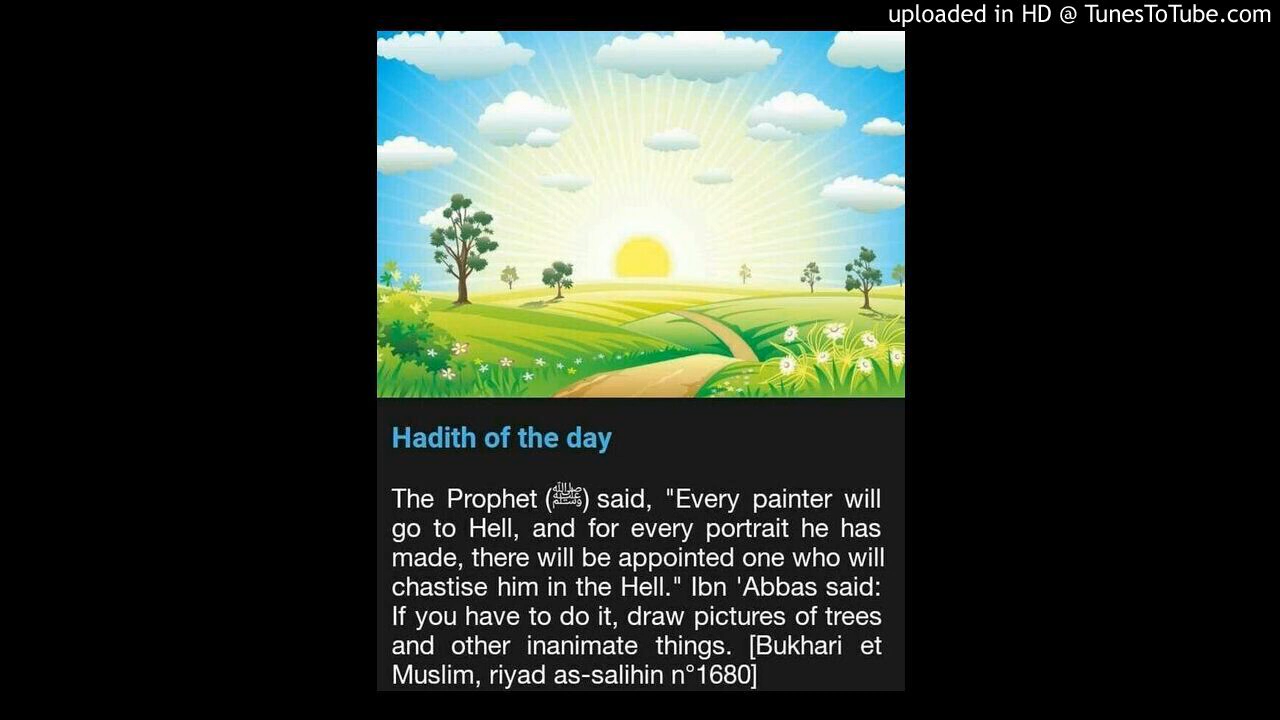 uploaded in HD @ TunesToTube.com
Hadith of the day
The Prophet (ﷺ) said, "Every painter will
go to Hell, and for every portrait he has
made, there will be appointed one who will
chastise him in the Hell." Ibn 'Abbas said:
If you have to do it, draw pictures of trees
and other inanimate things. [Bukhari et
Muslim, riyad as-salihin n°1680]